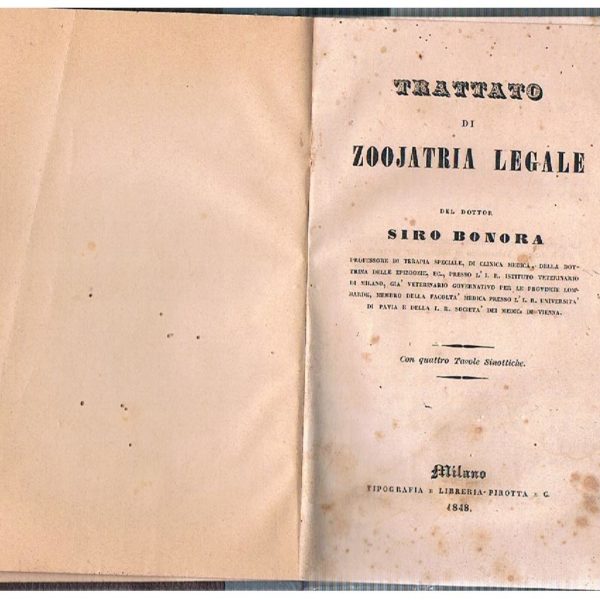 TRATTATO
DI
ZOOJATRIA LEGALE
DEL DOTTOR
SIRO BONORA
PROFESSORE DI TERAPIA SPECIALE, DI CLINICA MEDICA, DELLA DOT-
TRINA DELLE EPIZOOZIE, EC., PRESSO L' I. R. ISTITUTO VETERINARIO
DI MILANO, GIA' VETERINARIO GOVERNATIVO PER LE PROVINCIE LOM-
BARDE, MEMBRO DELLA FACOLTA' MEDICA PRESSO L' I. R. UNIVERSITA'
DI PAVIA E DELLA I. R. SOCIETA' DEI MEDICI DI VIENNA.
Con quattro Tavole Sinottiche.
Milano
TIPOGRAFIA E LIBRERIA PIROTTA E C.
1848.